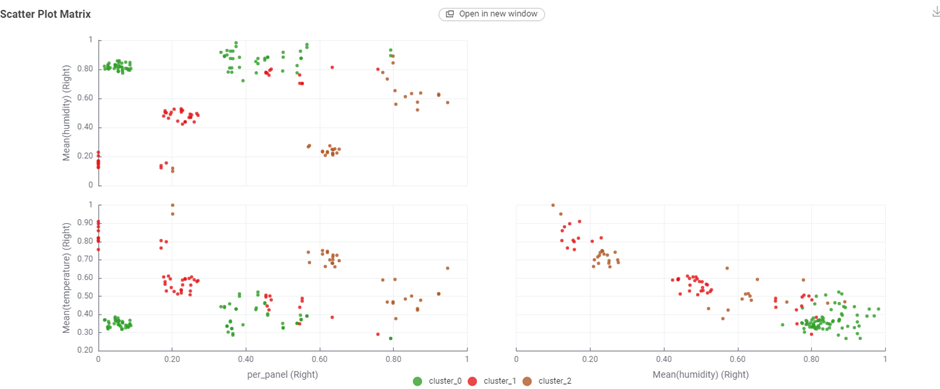 Scatter Plot Matrix
Open in new window
Mean(humidity) (Right)
1
0.80
0.60
0.40
0.20
0
Mean(temperature) (Right)
1
0.90
0.80
0.70
0.60
0.50
0.40
0.30
0.20
0 0.20 0.40 0.60 0.80 1
per_panel (Right)
0 0.20 0.40 0.60 0.80 1
Mean(humidity) (Right)
cluster_0 cluster_1 cluster_2